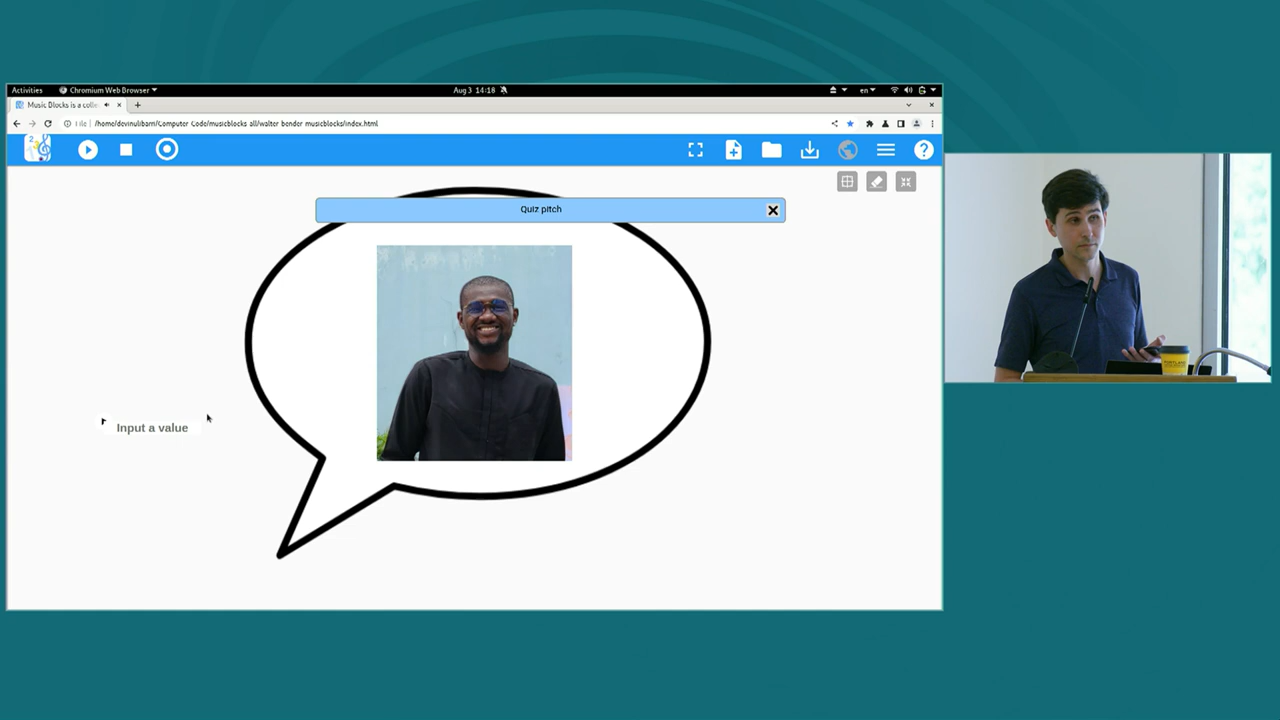 Activities
Chromium Web Browser
Aug 3 14:18
en
Music Blocks is a colle
/home/devinulibarri/Computer Code/musicblocks all/walter bender musicblocks/index.html
Quiz pitch
Input a value